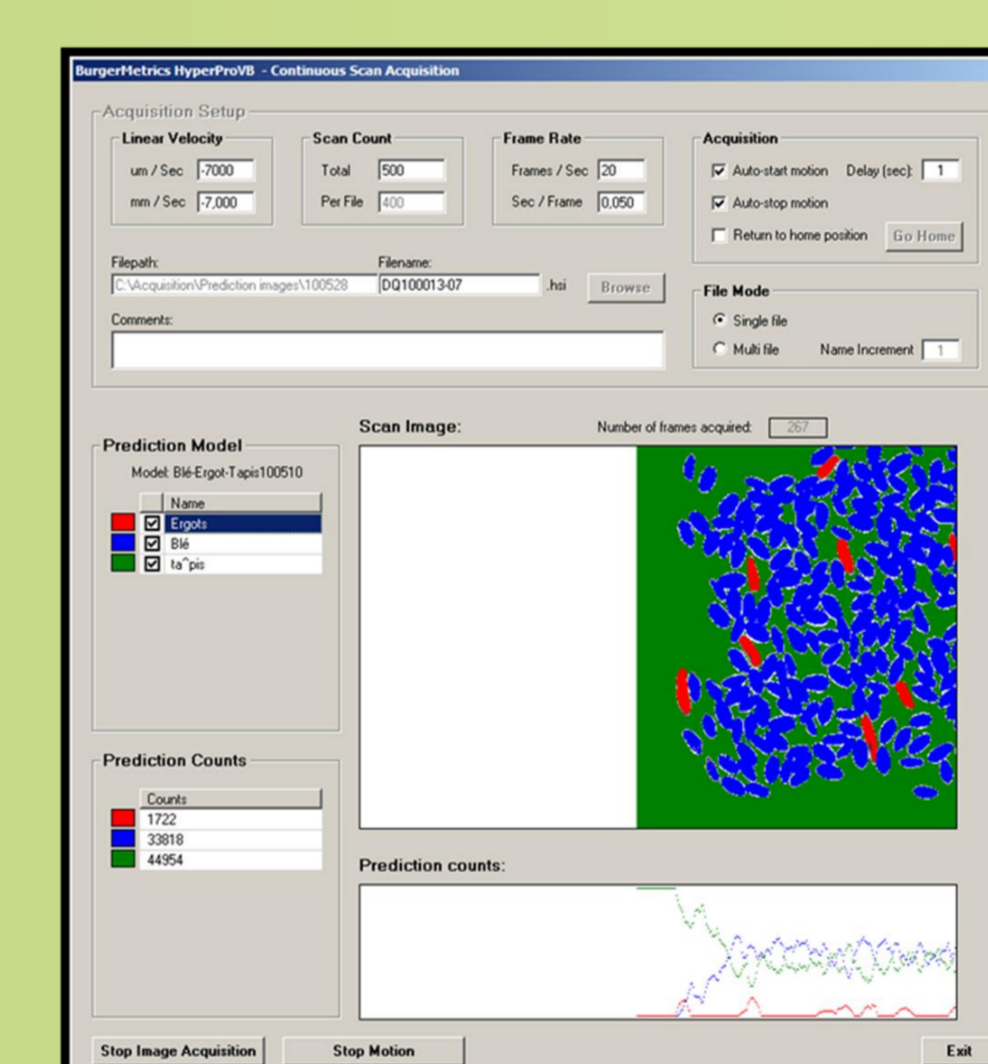 BurgerMetrics HyperProVB - Continuous Scan Acquisition
Acquisition Setup
Linear Velocity
um / Sec -7000
mm / Sec -7,000
Scan Count
Total 500
Per File 400
Frame Rate
Frames / Sec 20
Sec / Frame 0,050
Acquisition
Auto-start motion Delay (sec): 1
Auto-stop motion
Return to home position Go Home
Filepath:
C:\Acquisition\Prediction images\100528
Filename:
DQ100013-07 .hsi Browse
Comments:
File Mode
Single file
Multi file Name Increment 1
Prediction Model
Model: Blé-Ergot-Tapis100510
Name
Ergots
Blé
ta^pis
Scan Image:
Number of frames acquired: 267
Prediction Counts
Counts
1722
33818
44954
Prediction counts:
Stop Image Acquisition Stop Motion Exit